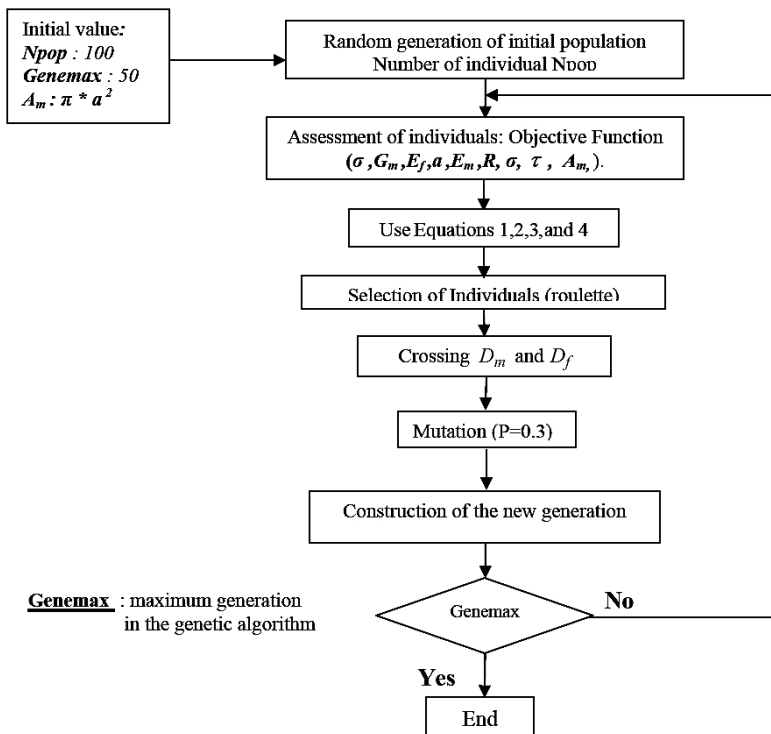 Initial value:
Npop : 100
Genemax : 50
Am : π * a²
Random generation of initial population
Number of individual Npop
Assessment of individuals: Objective Function
(σ ,Gm,Ef,a,Em,R, σ, τ , Am,).
Use Equations 1,2,3,and 4
Selection of Individuals (roulette)
Crossing Dm and Df
Mutation (P=0.3)
Construction of the new generation
Genemax : maximum generation
in the genetic algorithm
Genemax
No
Yes
End